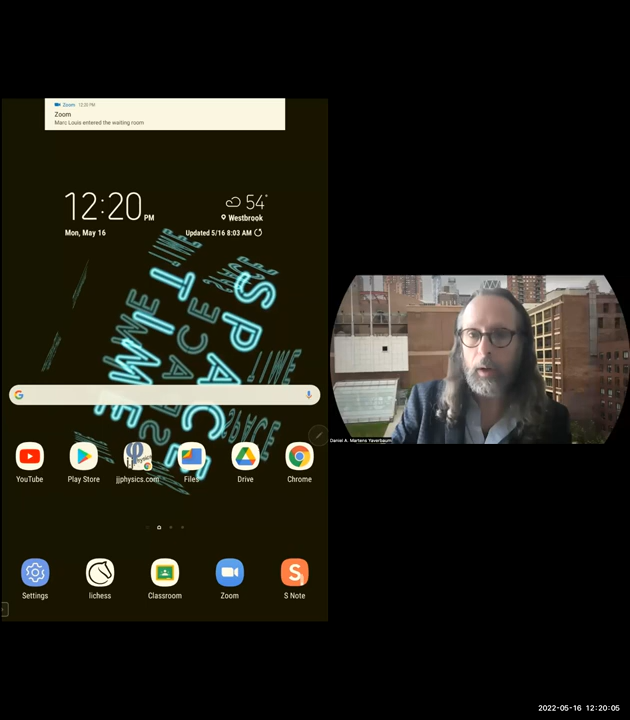 Zoom 12:20 PM
Zoom
Marc Louis entered the waiting room
12:20 PM
54°
Westbrook
Mon, May 16
Updated 5/16 8:03 AM
SPACE
TIME
TIME
SPACE
YouTube
Play Store
jjphysics.com
Files
Drive
Chrome
Settings
lichess
Classroom
Zoom
S Note
Daniel A. Martens Yaverbaum
2022-05-16 12:20:05